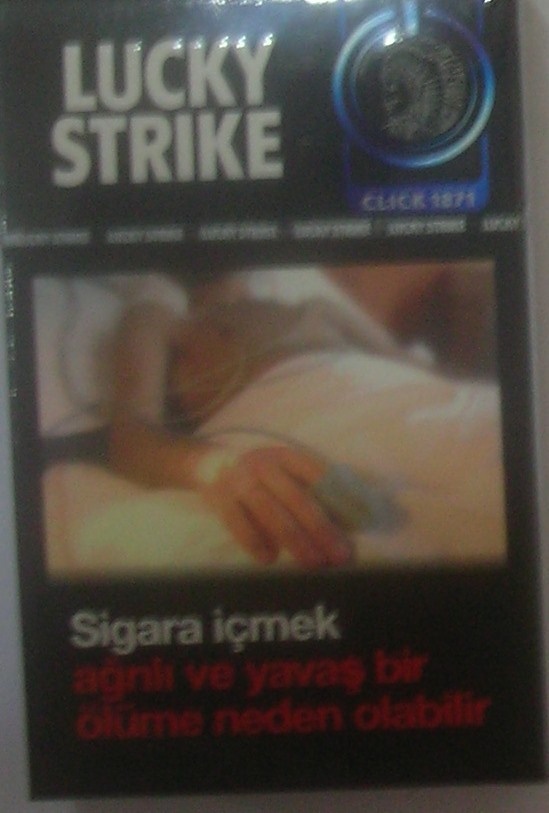 LUCKY
STRIKE
CLICK 1871
LUCKY STRIKE LUCKY STRIKE LUCKY STRIKE LUCKY STRIKE LUCKY STRIKE LUCKY
Sigara içmek
ağrılı ve yavaş bir
ölüme neden olabilir